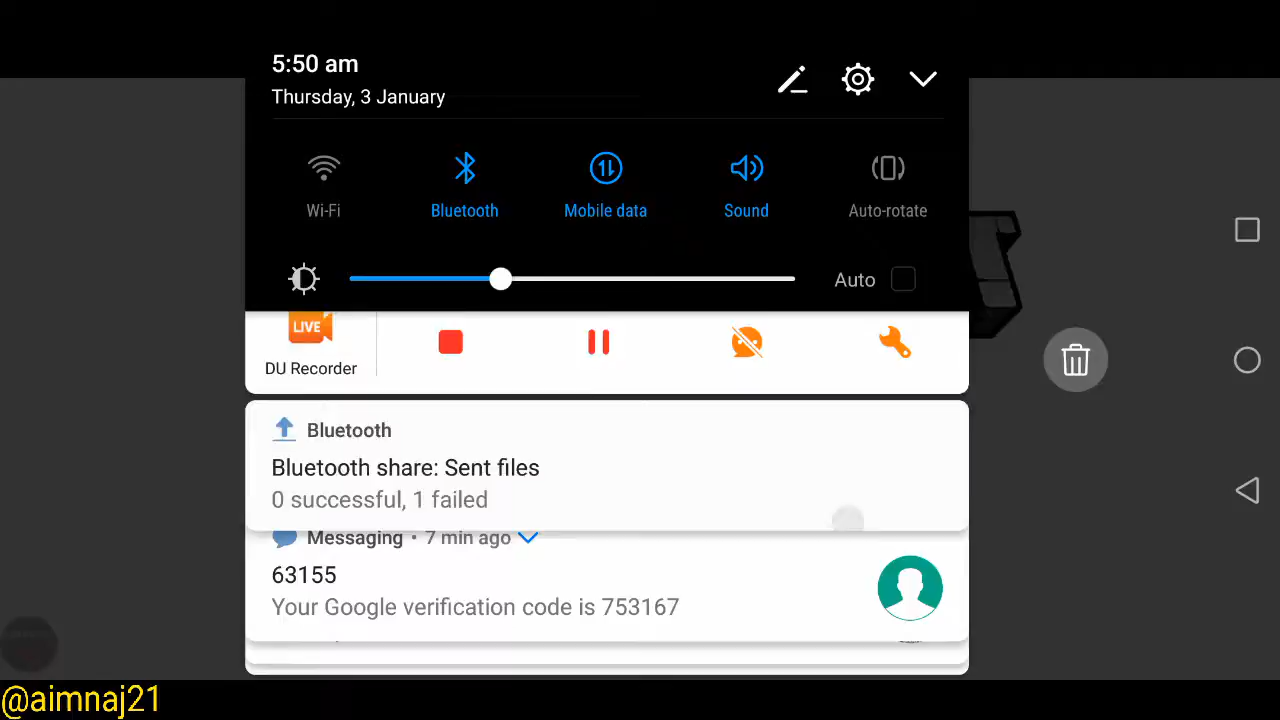 5:50 am
Thursday, 3 January
Wi-Fi
Bluetooth
Mobile data
Sound
Auto-rotate
Auto
LIVE
DU Recorder
Bluetooth
Bluetooth share: Sent files
0 successful, 1 failed
Messaging • 7 min ago
63155
Your Google verification code is 753167
@aimnaj21